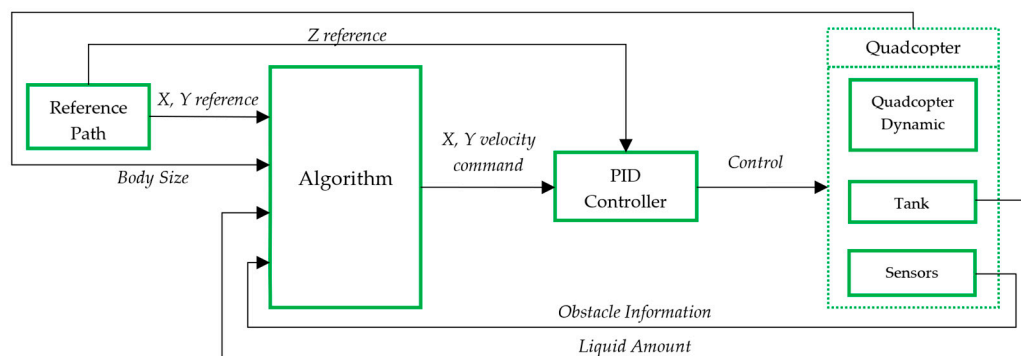 Z reference
Quadcopter
Reference
Path
X, Y reference
Quadcopter
Dynamic
X, Y velocity
command
Control
Body Size
Algorithm
PID
Controller
Tank
Sensors
Obstacle Information
Liquid Amount